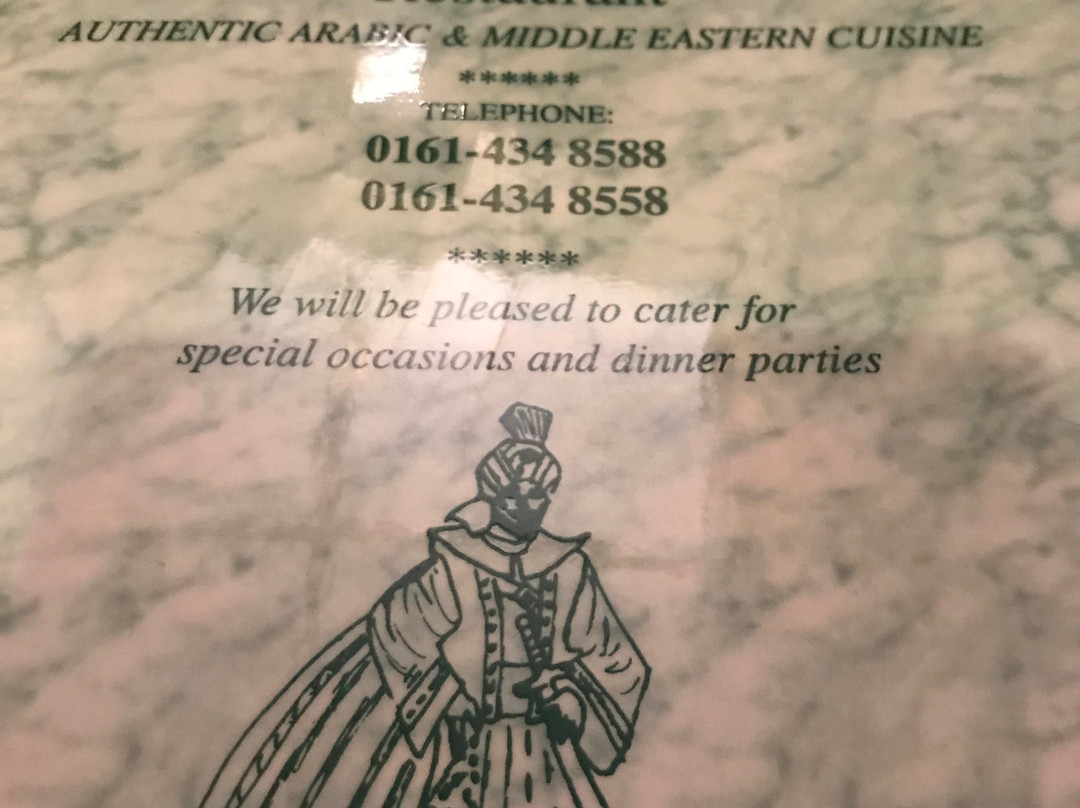 Restaurant
AUTHENTIC ARABIC & MIDDLE EASTERN CUISINE
******
TELEPHONE:
0161-434 8588
0161-434 8558
******
We will be pleased to cater for
special occasions and dinner parties